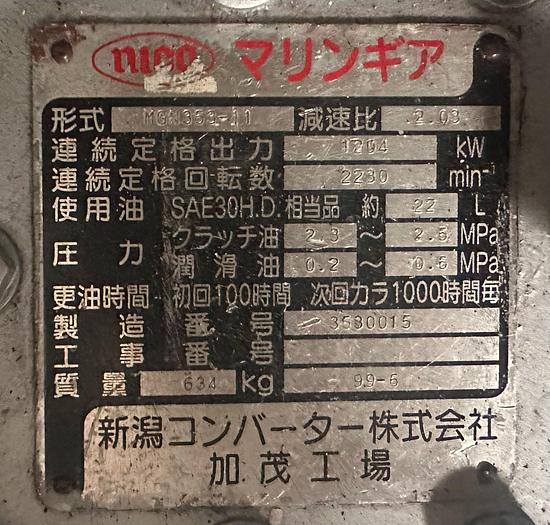 nico マリンギア
形式 MGN353-11 減速比 2.03
連続定格出力 1204 kW
連続定格回転数 2230 min⁻¹
使用油 SAE30H.D.相当品 約 22 L
圧力 クラッチ油 2.3 ～ 2.5 MPa
潤滑油 0.2 ～ 0.6 MPa
更油時間 初回100時間 次回カラ1000時間毎
製造番号 3530015
工事番号
質量 634 kg 99-6
新潟コンバーター株式会社
加茂工場